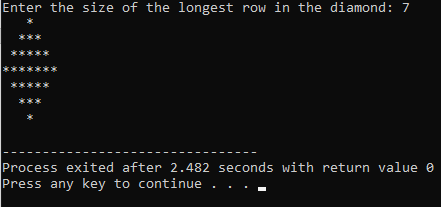 Enter the size of the longest row in the diamond: 7
   *
  ***
 *****
*******
 *****
  ***
   *

--------------------------------
Process exited after 2.482 seconds with return value 0
Press any key to continue . . .